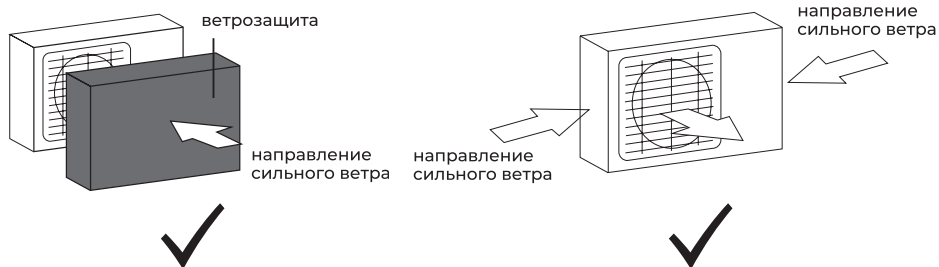 ветрозащита
направление
сильного ветра
направление
сильного ветра
направление
сильного ветра